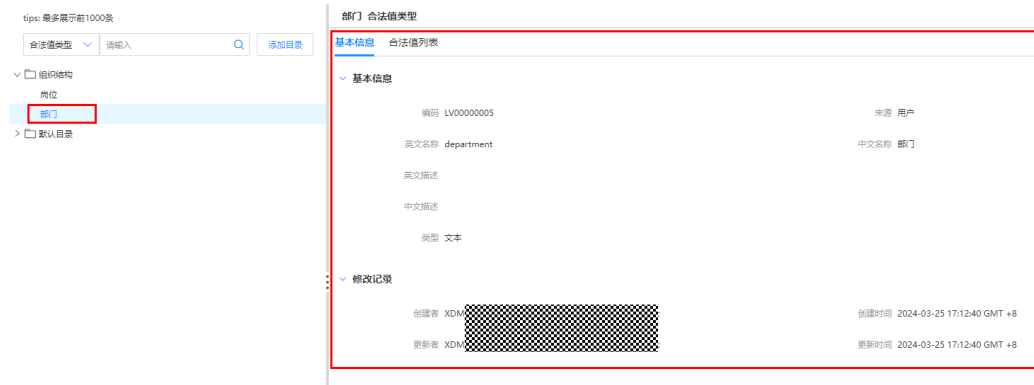 tips: 最多展示前1000条
合法值类型 请输入 添加目录
组织结构
岗位
部门
默认目录
部门 合法值类型
基本信息 合法值列表
基本信息
编码 LV00000005 来源 用户
英文名称 department 中文名称 部门
英文描述
中文描述
类型 文本
修改记录
创建者 XDM 创建时间 2024-03-25 17:12:40 GMT +8
更新者 XDM 更新时间 2024-03-25 17:12:40 GMT +8